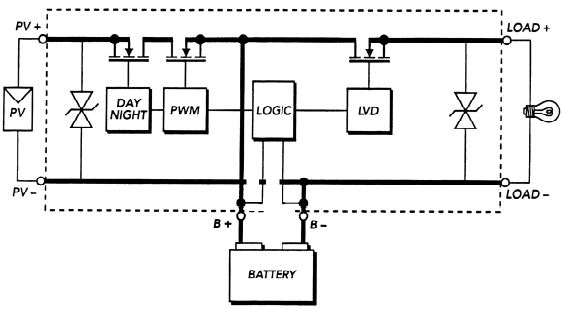 PV +
LOAD +
PV
DAY
NIGHT
PWM
LOGIC
LVD
PV –
LOAD –
B +
B –
BATTERY